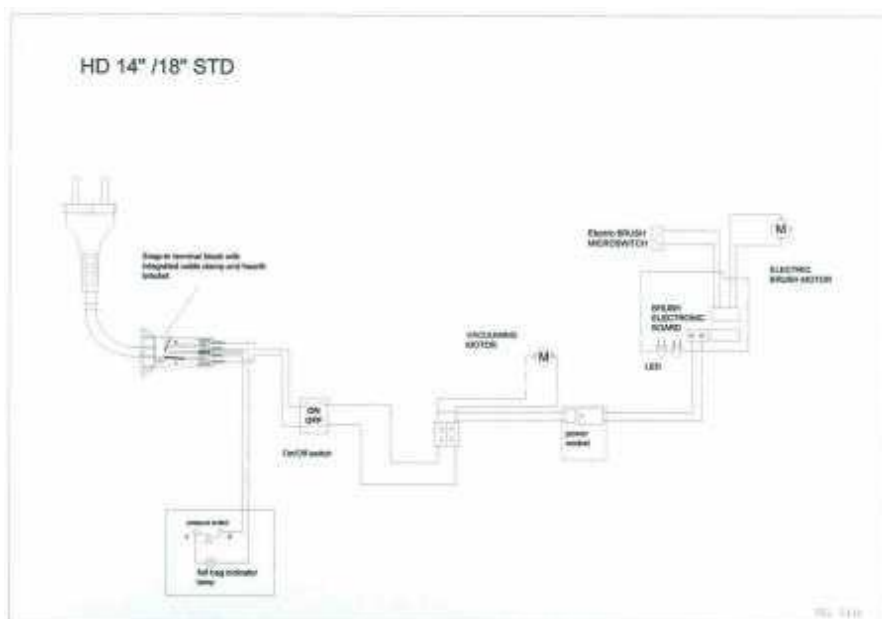 HD 14" /18" STD
Snap-in terminal block with
integrated cable clamp and fourth
bracket
Electric BRUSH
MICROSWITCH
M
ELECTRIC
BRUSH MOTOR
BRUSH
ELECTRONIC
BOARD
LED
VACUUMING
MOTOR
M
ON
OFF
On/Off switch
power
socket
full bag indicator
lamp